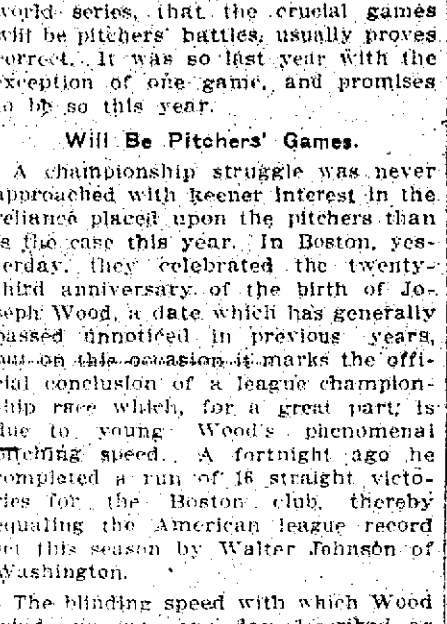 world series, that the crucial games
will be pitchers' battles, usually proves
correct. It was so last year with the
exception of one game, and promises
to be so this year.
Will Be Pitchers' Games.
A championship struggle was never
approached with keener interest in the
reliance placed upon the pitchers than
is the case this year. In Boston, yes-
terday, they celebrated the twenty-
third anniversary of the birth of Jo-
seph Wood, a date which has generally
passed unnoticed in previous years,
but on this occasion it marks the offi-
cial conclusion of a league champion-
ship race which, for a great part, is
due to young Wood's phenomenal
pitching speed. A fortnight ago he
completed a run of 16 straight victo-
ries for the Boston club, thereby
equaling the American league record
set this season by Walter Johnson of
Washington.
The blinding speed with which Wood